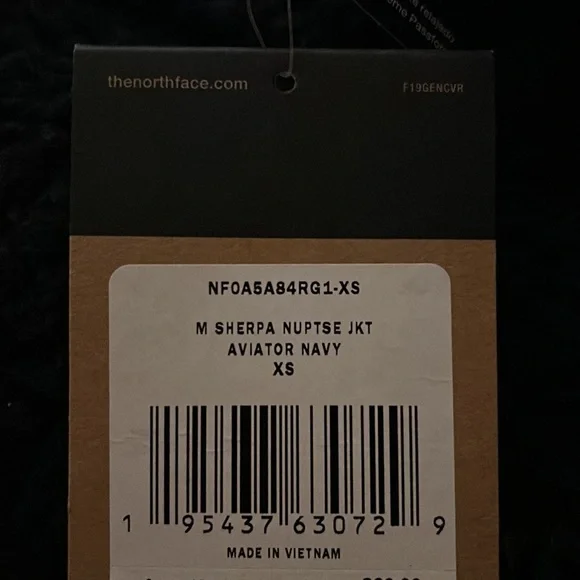 thenorthface.com
F19GENCVR
NF0A5A84RG1-XS
M SHERPA NUPTSE JKT
AVIATOR NAVY
XS
1 95437 63072 9
MADE IN VIETNAM